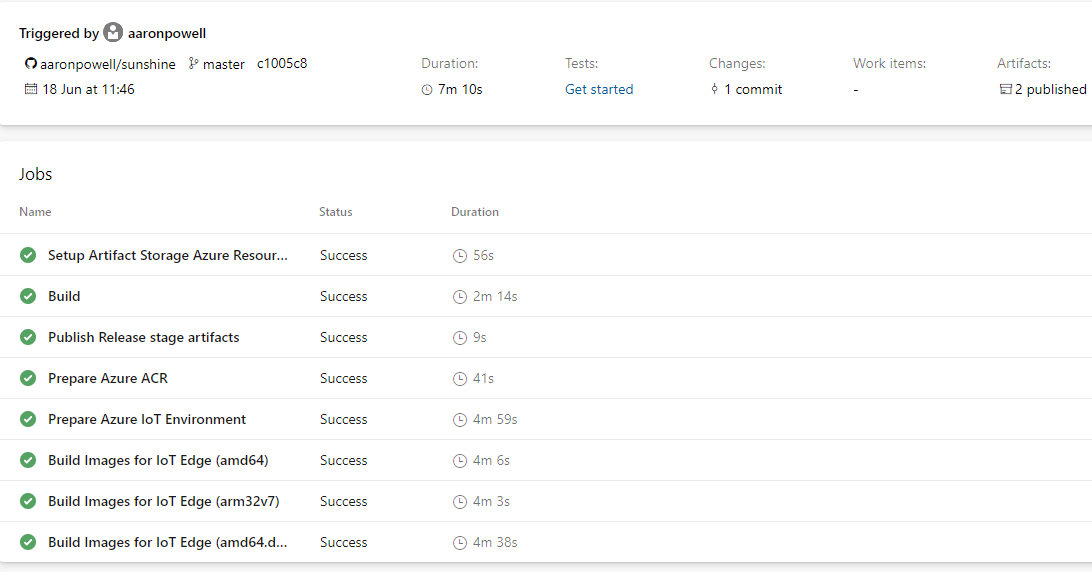 Triggered by aaronpowell
aaronpowell/sunshine master c1005c8 Duration: Tests: Changes: Work items: Artifacts:
18 Jun at 11:46 7m 10s Get started 1 commit - 2 published
Jobs
Name Status Duration
Setup Artifact Storage Azure Resour... Success 56s
Build Success 2m 14s
Publish Release stage artifacts Success 9s
Prepare Azure ACR Success 41s
Prepare Azure IoT Environment Success 4m 59s
Build Images for IoT Edge (amd64) Success 4m 6s
Build Images for IoT Edge (arm32v7) Success 4m 3s
Build Images for IoT Edge (amd64.d... Success 4m 38s